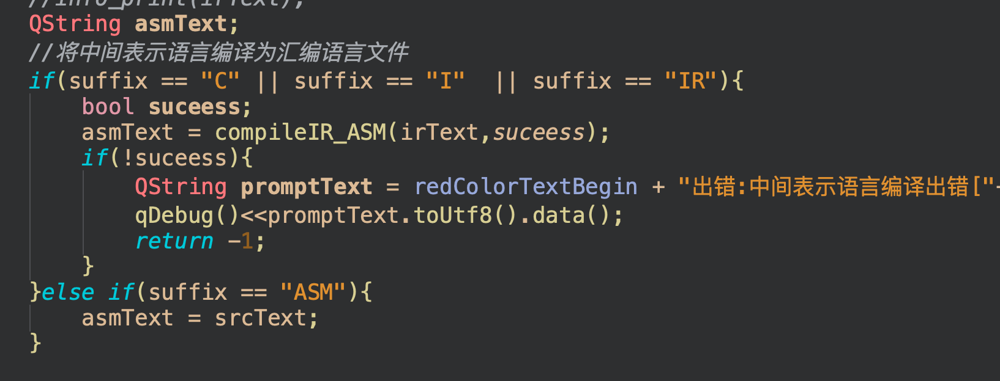 //info_print(irText);
QString asmText;
//将中间表示语言编译为汇编语言文件
if(suffix == "C" || suffix == "I"  || suffix == "IR"){
    bool suceess;
    asmText = compileIR_ASM(irText,suceess);
    if(!suceess){
        QString promptText = redColorTextBegin + "出错:中间表示语言编译出错["
        qDebug()<<promptText.toUtf8().data();
        return -1;
    }
}else if(suffix == "ASM"){
    asmText = srcText;
}